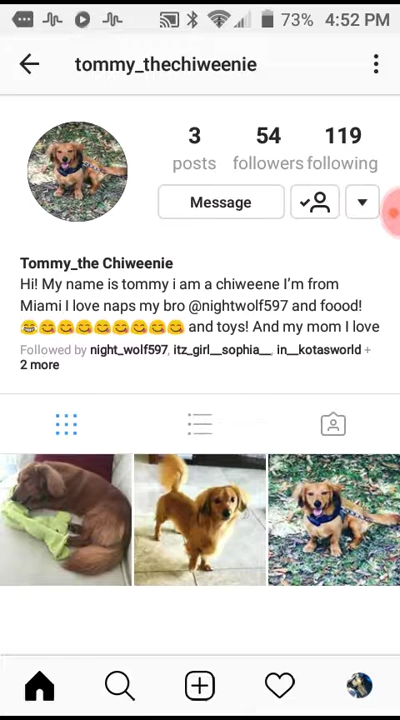 73% 4:52 PM
tommy_thechiweenie
3 54 119
posts followers following
Message
Tommy_the Chiweenie
Hi! My name is tommy i am a chiweene I'm from
Miami I love naps my bro @nightwolf597 and foood!
😂😋😋😋😋😋😋😋😋 and toys! And my mom I love
Followed by night_wolf597, itz_girl__sophia__, in__kotasworld +
2 more